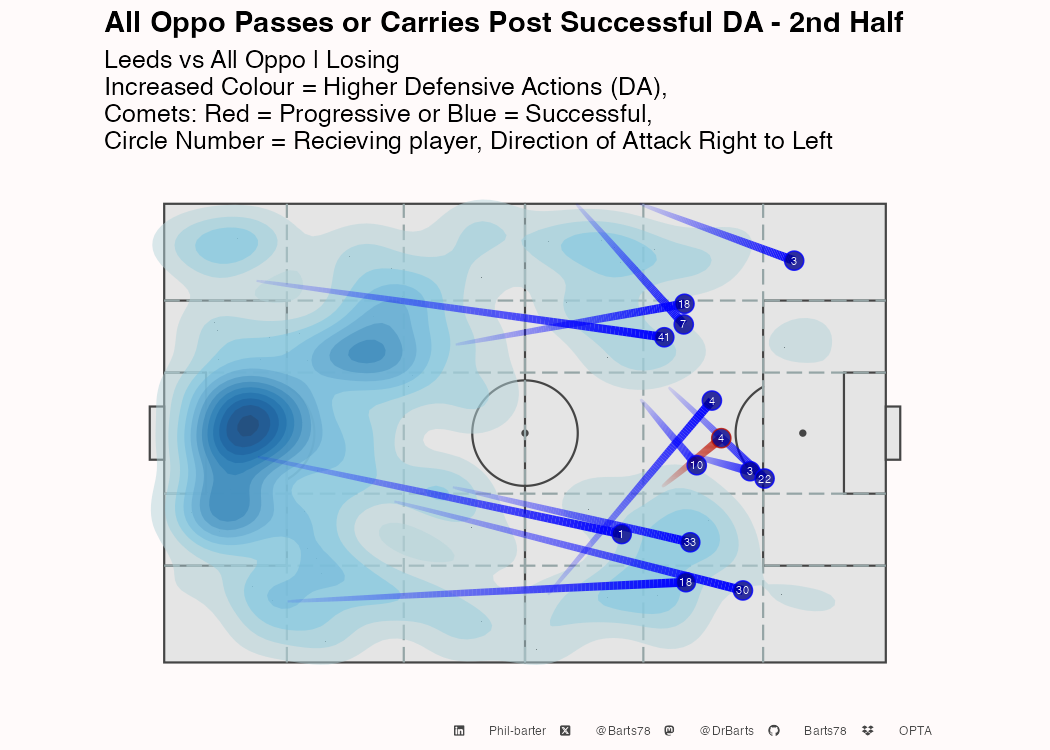 All Oppo Passes or Carries Post Successful DA - 2nd Half
Leeds vs All Oppo | Losing
Increased Colour = Higher Defensive Actions (DA),
Comets: Red = Progressive or Blue = Successful,
Circle Number = Recieving player, Direction of Attack Right to Left
3
18
7
41
4
4
10
3
22
1
33
18
30
Phil-barter @Barts78 @DrBarts Barts78 OPTA